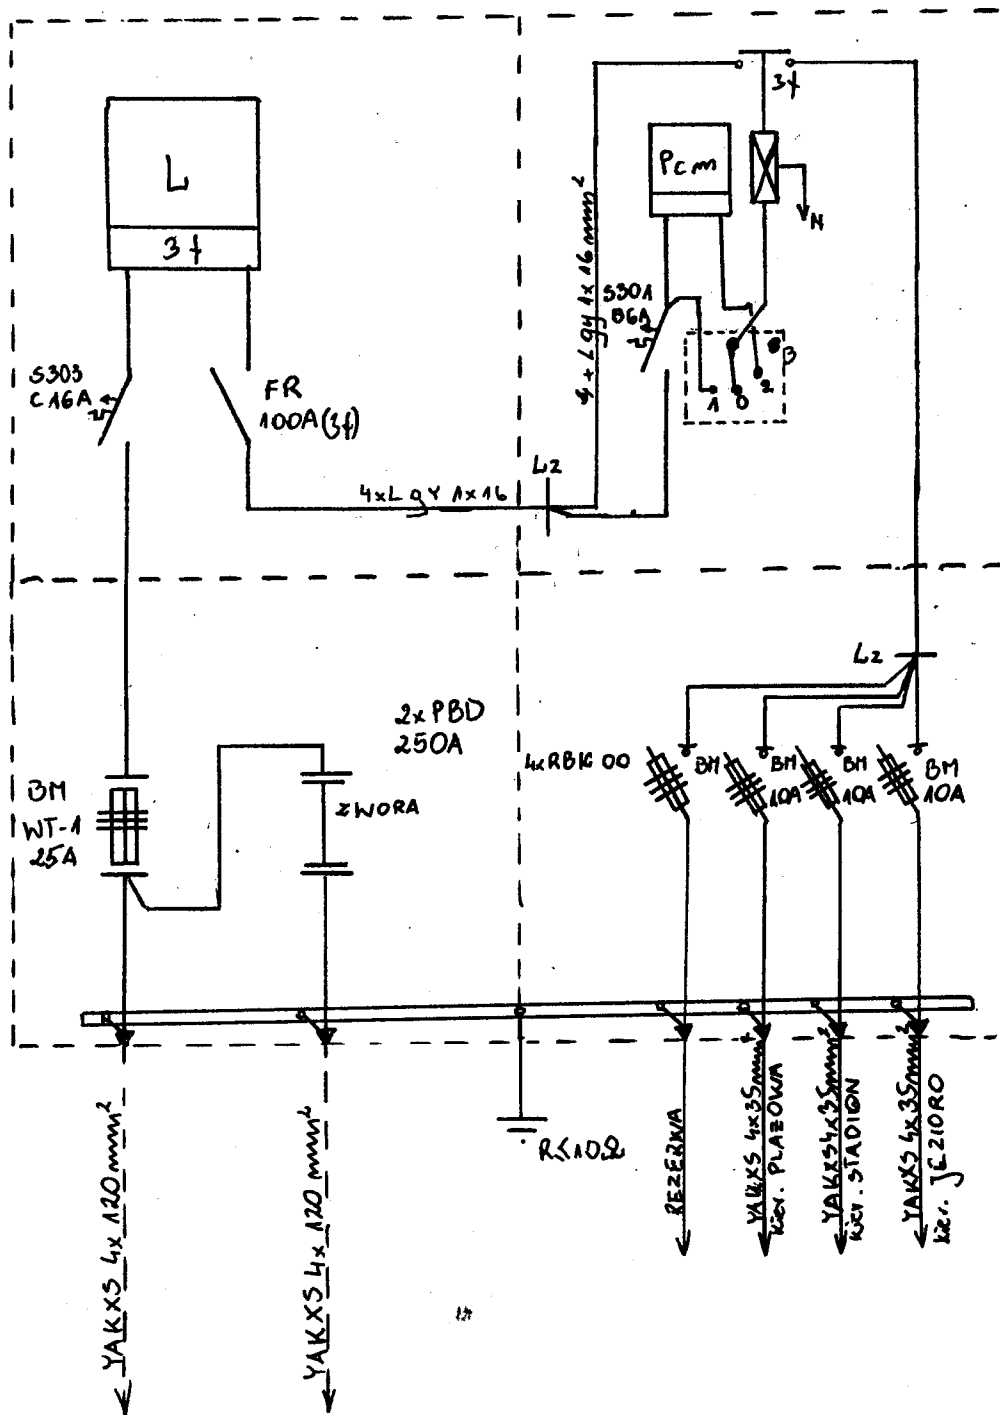 L
3f
S303
C16A
FR
100A(3f)
4xLgY 1x16
Lz
4xLgy 1x16mm²
3f
Pcm
N
S301
B6A
1
0
2
2xPBD
250A
BM
WT-1
25A
ZWORA
Lz
4xRBK 00
BM
BM
10A
BM
10A
BM
10A
R≤10Ω
YAKXS 4x120mm²
YAKXS 4x120mm²
REZERWA
YAKXS 4x35mm²
kier. PLAŻOWA
YAKXS 4x35mm²
kier. STADION
YAKXS 4x35mm²
kier. JEZIORO